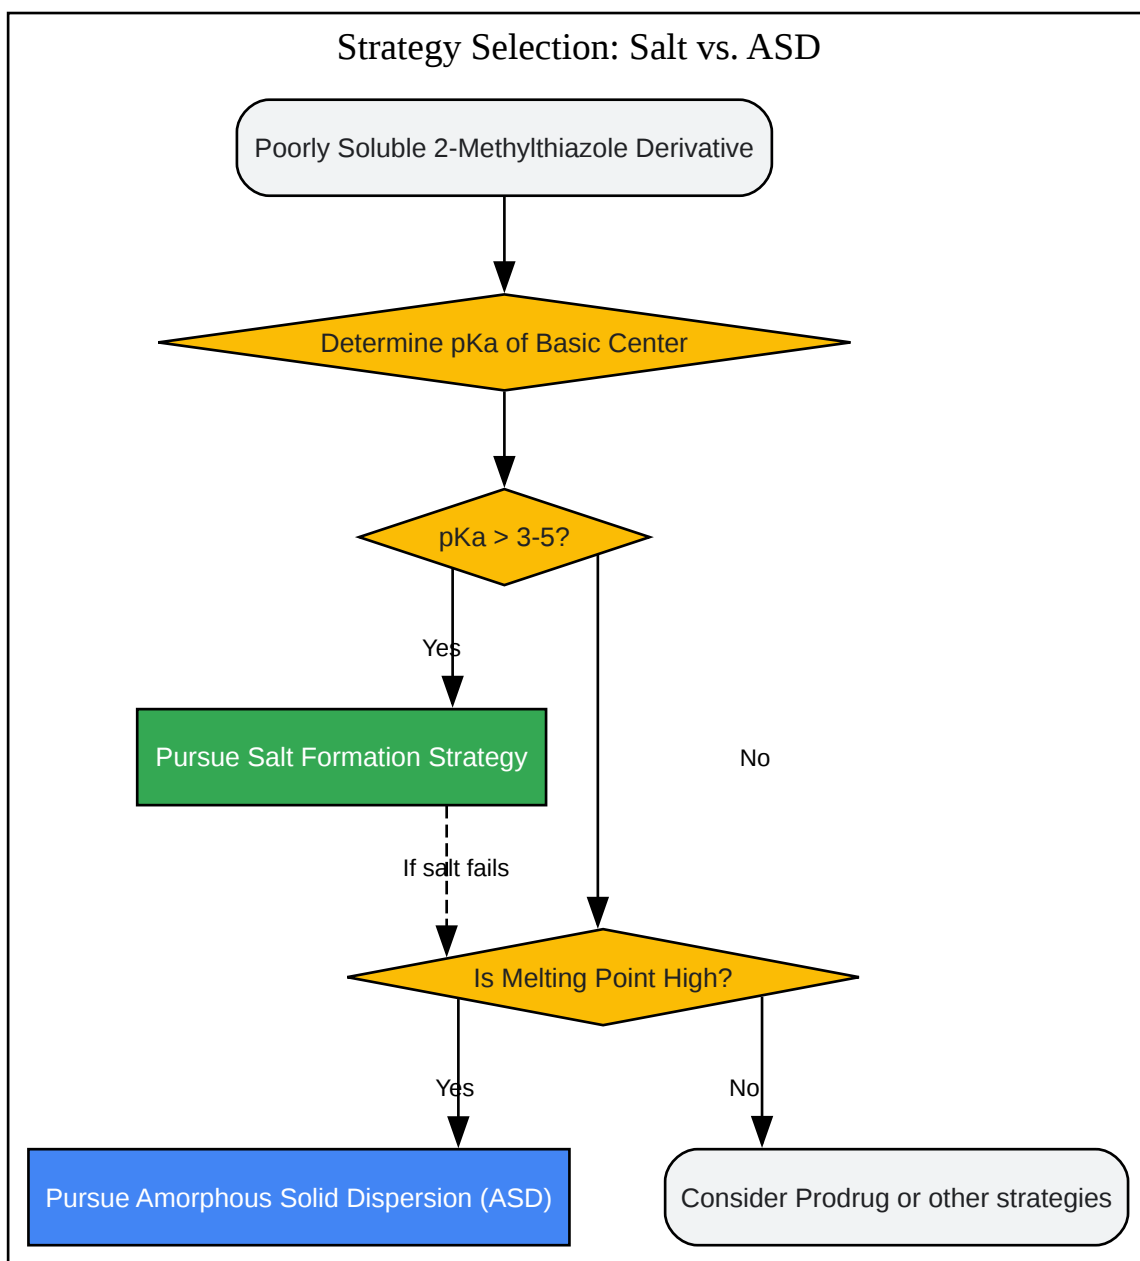 Strategy Selection: Salt vs. ASD
Poorly Soluble 2-Methylthiazole Derivative
Determine pKa of Basic Center
pKa > 3-5?
Yes
Pursue Salt Formation Strategy
No
If salt fails
Is Melting Point High?
Yes
No
Pursue Amorphous Solid Dispersion (ASD)
Consider Prodrug or other strategies